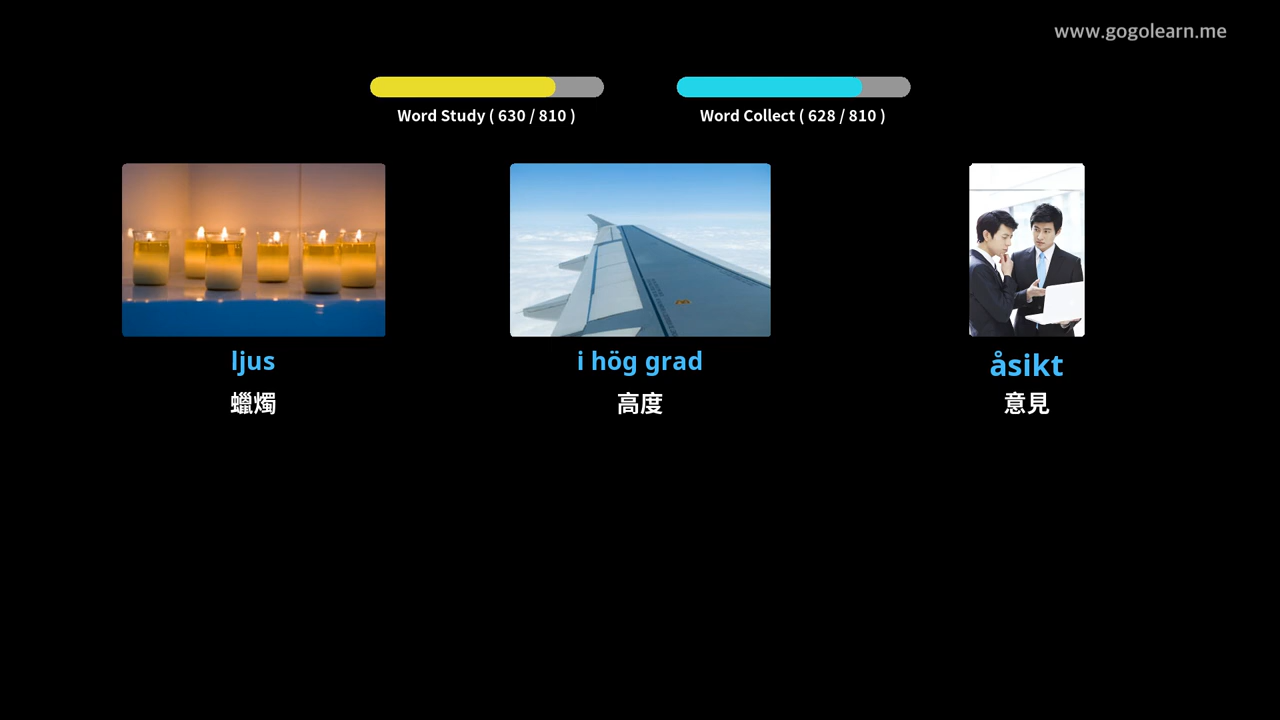 www.gogolearn.me
Word Study ( 630 / 810 )
Word Collect ( 628 / 810 )
ljus
i hög grad
åsikt
蠟燭
高度
意見